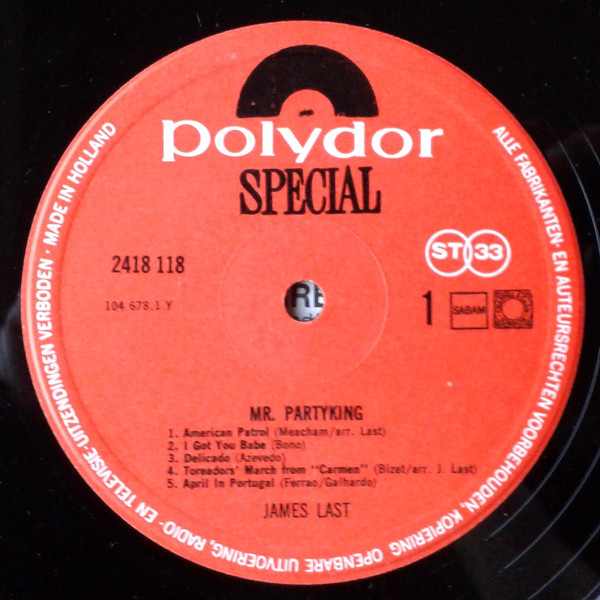 polydor
SPECIAL
2418 118
104 678.1 Y
ST 33
1
SABAM
MR. PARTYKING
1. American Patrol (Meacham/arr. Last)
2. I Got You Babe (Bono)
3. Delicado (Azevedo)
4. Toreadors' March from "Carmen" (Bizet/arr. J. Last)
5. April In Portugal (Ferrao/Galhardo)
JAMES LAST
ALLE FABRIKANTEN- EN AUTEURSRECHTEN VOORBEHOUDEN, KOPIERING OPENBARE UITVOERING, RADIO- EN TELEVISIE-UITZENDINGEN VERBODEN · MADE IN HOLLAND